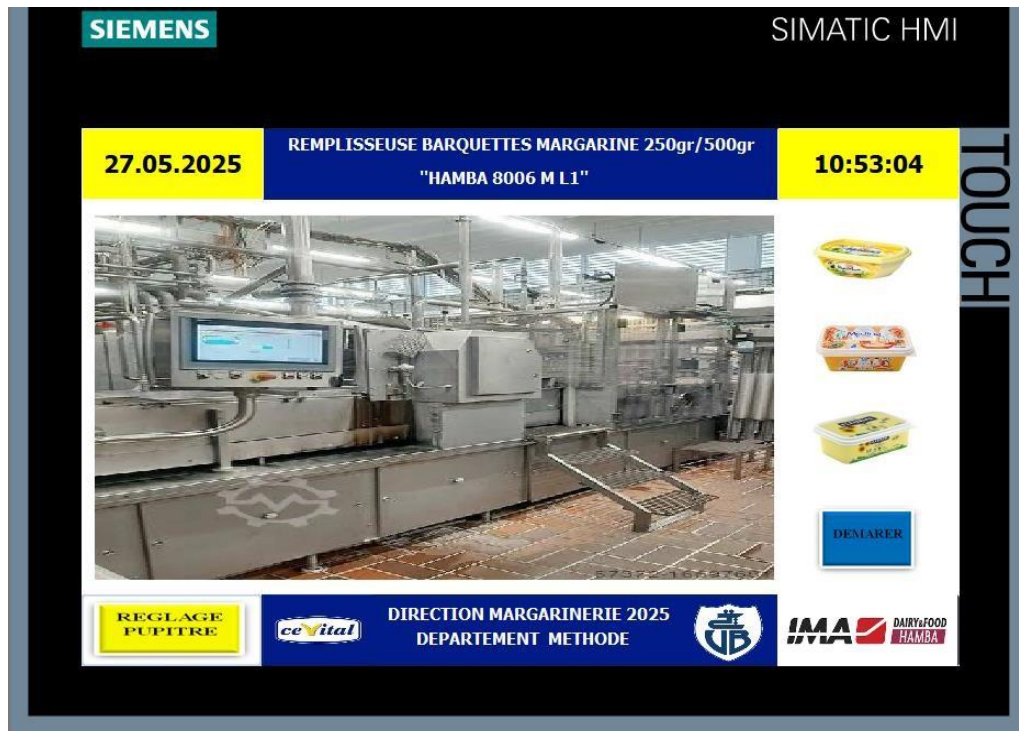 SIEMENS
SIMATIC HMI
TOUCH
27.05.2025
REMPLISSEUSE BARQUETTES MARGARINE 250gr/500gr
"HAMBA 8006 M L1"
10:53:04
DEMARER
REGLAGE
PUPITRE
cevital
DIRECTION MARGARINERIE 2025
DEPARTEMENT METHODE
IMA
DAIRY&FOOD
HAMBA